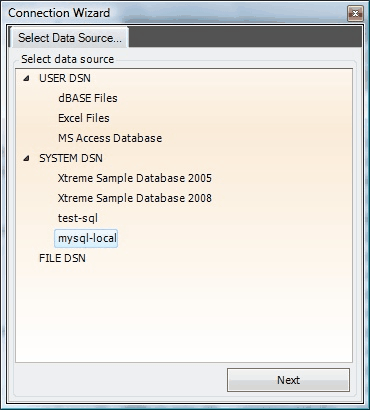 Connection Wizard
Select Data Source...
Select data source
USER DSN
dBASE Files
Excel Files
MS Access Database
SYSTEM DSN
Xtreme Sample Database 2005
Xtreme Sample Database 2008
test-sql
mysql-local
FILE DSN
Next